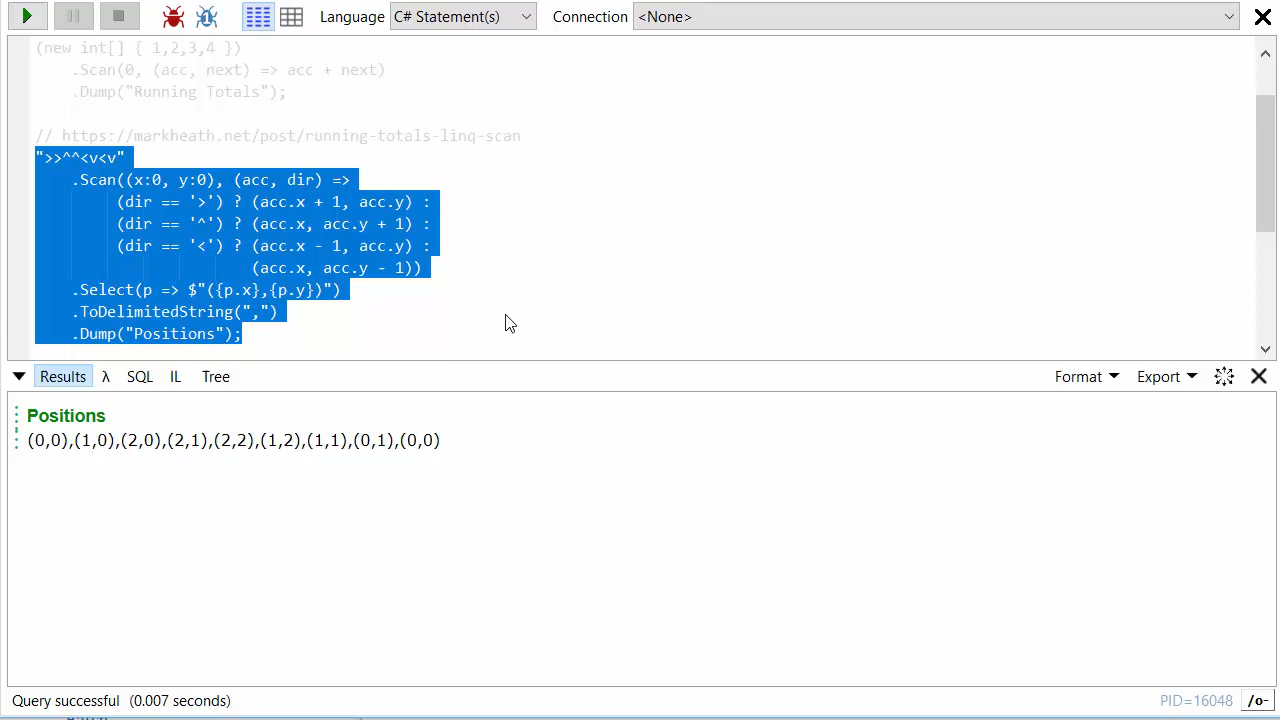 Language C# Statement(s) Connection <None>
(new int[] { 1,2,3,4 })
.Scan(0, (acc, next) => acc + next)
.Dump("Running Totals");
// https://markheath.net/post/running-totals-linq-scan
">>^^<v<v"
.Scan((x:0, y:0), (acc, dir) =>
(dir == '>') ? (acc.x + 1, acc.y) :
(dir == '^') ? (acc.x, acc.y + 1) :
(dir == '<') ? (acc.x - 1, acc.y) :
(acc.x, acc.y - 1))
.Select(p => $"({p.x},{p.y})")
.ToDelimitedString(",")
.Dump("Positions");
Results λ SQL IL Tree Format Export
Positions
(0,0),(1,0),(2,0),(2,1),(2,2),(1,2),(1,1),(0,1),(0,0)
Query successful (0.007 seconds) PID=16048 /o-